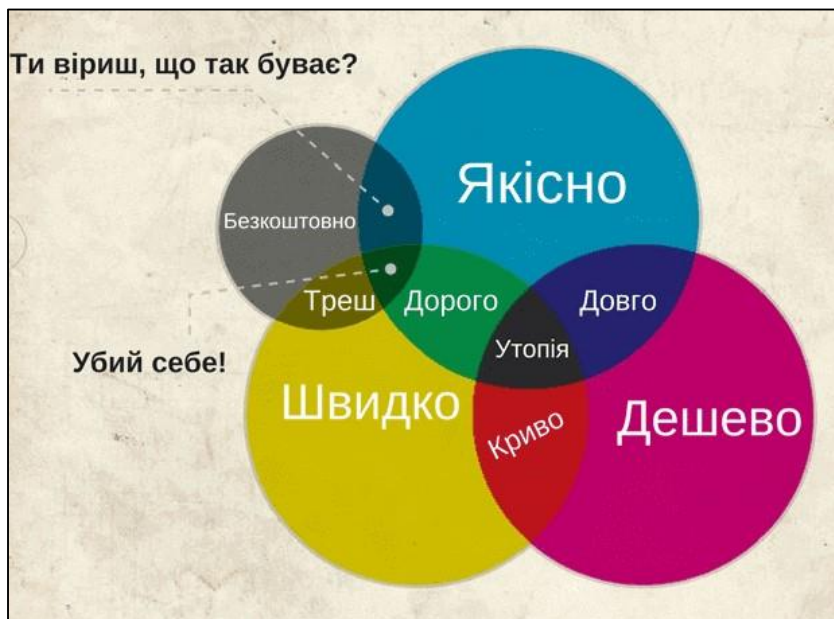 Ти віриш, що так буває?
Якісно
Безкоштовно
Треш
Дорого
Довго
Утопія
Убий себе!
Швидко
Дешево
Криво